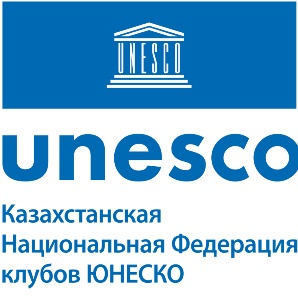 UNESCO
unesco
Казахстанская
Национальная Федерация
клубов ЮНЕСКО